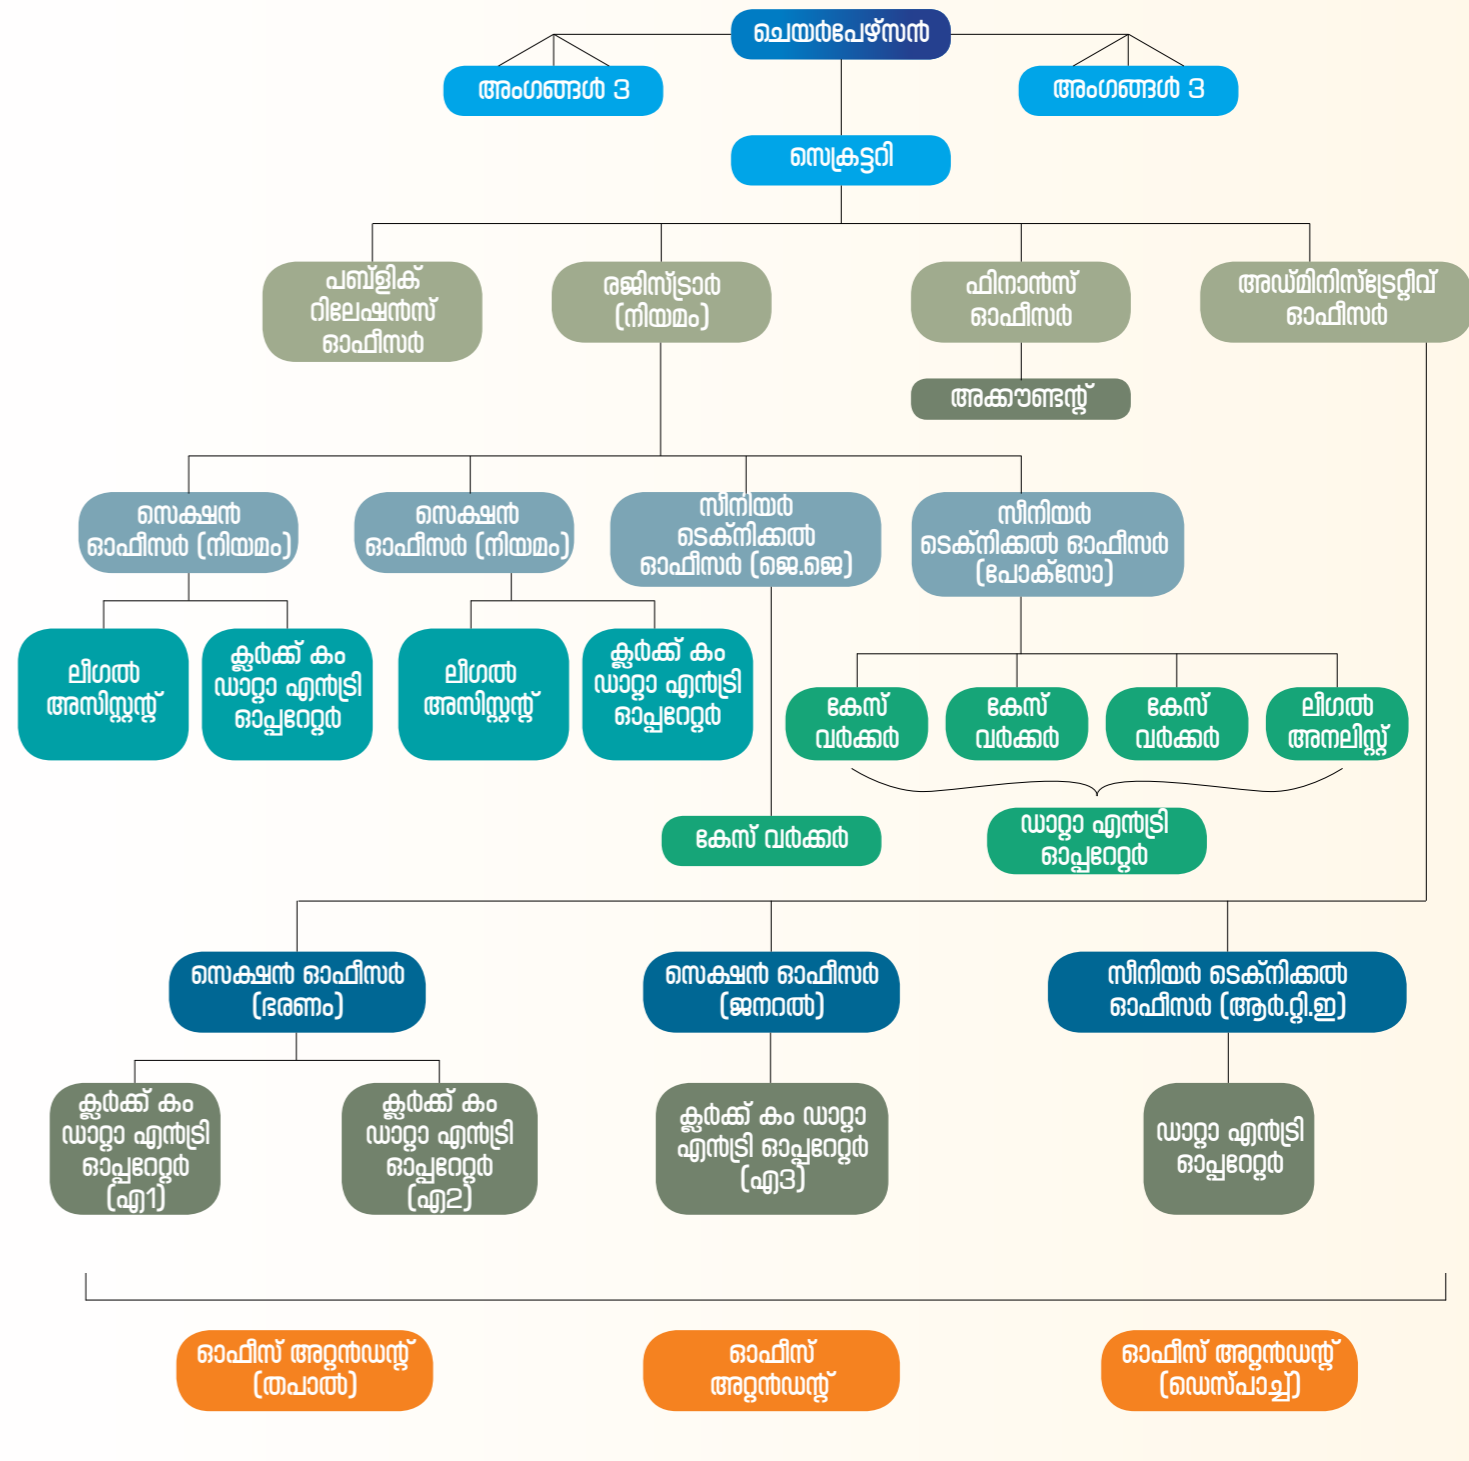 ചെയർപേഴ്സൻ
അംഗങ്ങൾ 3
അംഗങ്ങൾ 3
സെക്രട്ടറി
പബ്ളിക്
റിലേഷൻസ്
ഓഫീസർ
രജിസ്ട്രാർ
(നിയമം)
ഫിനാൻസ്
ഓഫീസർ
അഡ്മിനിസ്ട്രേറ്റീവ്
ഓഫീസർ
അക്കൗണ്ടന്റ്
സെക്ഷൻ
ഓഫീസർ (നിയമം)
സെക്ഷൻ
ഓഫീസർ (നിയമം)
സീനിയർ
ടെക്നിക്കൽ
ഓഫീസർ (ജെ.ജെ)
സീനിയർ
ടെക്നിക്കൽ ഓഫീസർ
(പോക്സോ)
ലീഗൽ
അസിസ്റ്റന്റ്
ക്ലർക്ക് കം
ഡാറ്റാ എൻട്രി
ഓപ്പറേറ്റർ
ലീഗൽ
അസിസ്റ്റന്റ്
ക്ലർക്ക് കം
ഡാറ്റാ എൻട്രി
ഓപ്പറേറ്റർ
കേസ്
വർക്കർ
കേസ്
വർക്കർ
കേസ്
വർക്കർ
ലീഗൽ
അനലിസ്റ്റ്
കേസ് വർക്കർ
ഡാറ്റാ എൻട്രി
ഓപ്പറേറ്റർ
സെക്ഷൻ ഓഫീസർ
(ഭരണം)
സെക്ഷൻ ഓഫീസർ
(ജനറൽ)
സീനിയർ ടെക്നിക്കൽ
ഓഫീസർ (ആർ.റ്റി.ഇ)
ക്ലർക്ക് കം
ഡാറ്റാ എൻട്രി
ഓപ്പറേറ്റർ
(എ1)
ക്ലർക്ക് കം
ഡാറ്റാ എൻട്രി
ഓപ്പറേറ്റർ
(എ2)
ക്ലർക്ക് കം ഡാറ്റാ
എൻട്രി ഓപ്പറേറ്റർ
(എ3)
ഡാറ്റാ എൻട്രി
ഓപ്പറേറ്റർ
ഓഫീസ് അറ്റൻഡന്റ്
(തപാൽ)
ഓഫീസ്
അറ്റൻഡന്റ്
ഓഫീസ് അറ്റൻഡന്റ്
(ഡെസ്പാച്ച്)